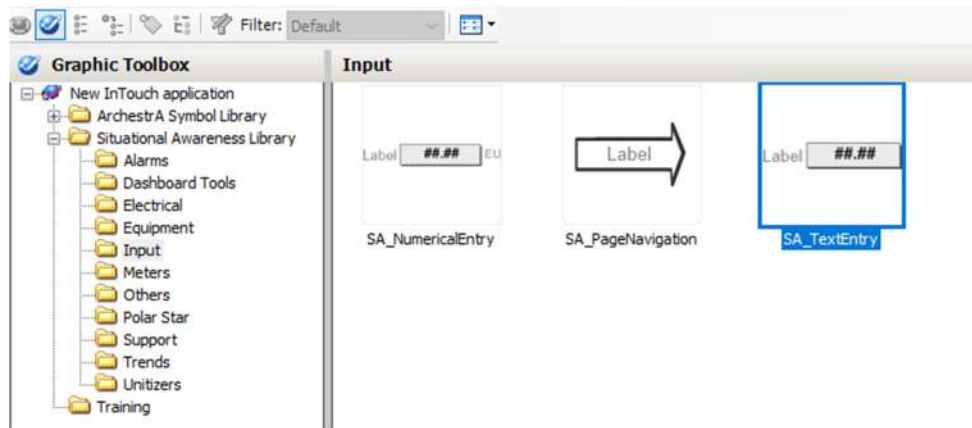 Filter: Default
Graphic Toolbox
New InTouch application
ArchestrA Symbol Library
Situational Awareness Library
Alarms
Dashboard Tools
Electrical
Equipment
Input
Meters
Others
Polar Star
Support
Trends
Unitizers
Training
Input
Label ##.## EU
SA_NumericalEntry
Label
SA_PageNavigation
Label ##.##
SA_TextEntry